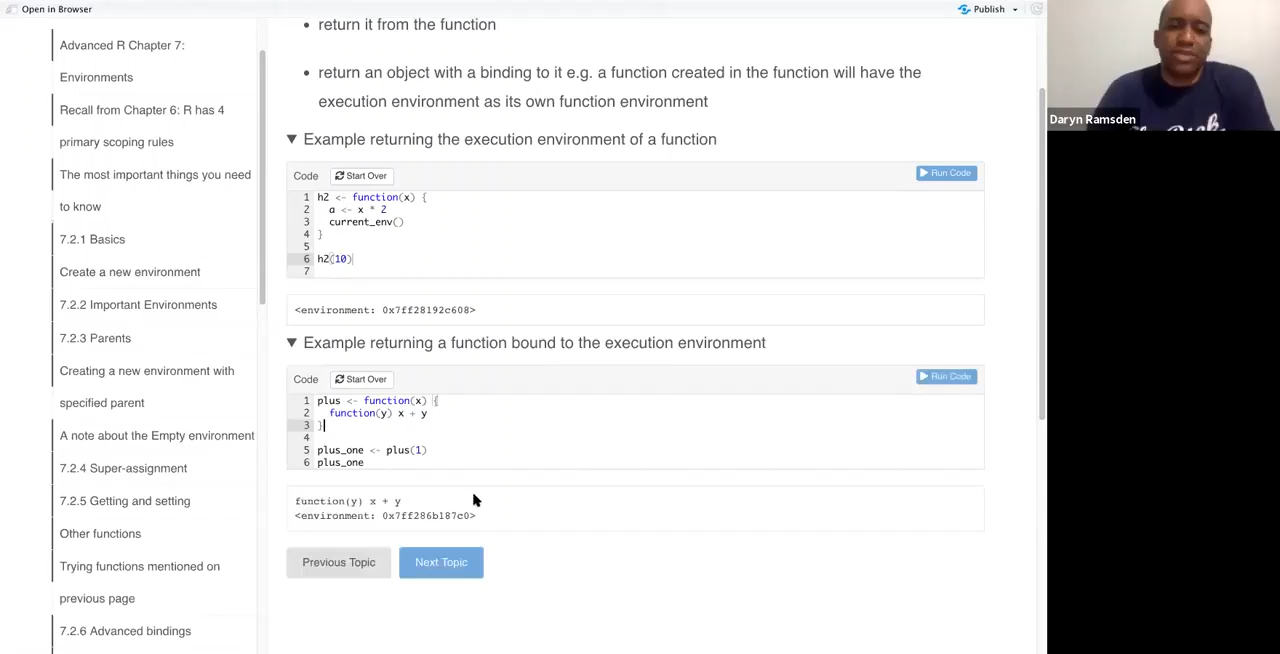 Open in Browser
Publish
Advanced R Chapter 7:
Environments
Recall from Chapter 6: R has 4
primary scoping rules
The most important things you need
to know
7.2.1 Basics
Create a new environment
7.2.2 Important Environments
7.2.3 Parents
Creating a new environment with
specified parent
A note about the Empty environment
7.2.4 Super-assignment
7.2.5 Getting and setting
Other functions
Trying functions mentioned on
previous page
7.2.6 Advanced bindings
• return it from the function
• return an object with a binding to it e.g. a function created in the function will have the
execution environment as its own function environment
▼ Example returning the execution environment of a function
Code Start Over Run Code
1 h2 <- function(x) {
2 a <- x * 2
3 current_env()
4 }
5
6 h2(10)
7
<environment: 0x7ff28192c608>
▼ Example returning a function bound to the execution environment
Code Start Over Run Code
1 plus <- function(x) {
2 function(y) x + y
3 }
4
5 plus_one <- plus(1)
6 plus_one
function(y) x + y
<environment: 0x7ff286b187c0>
Previous Topic Next Topic
Daryn Ramsden